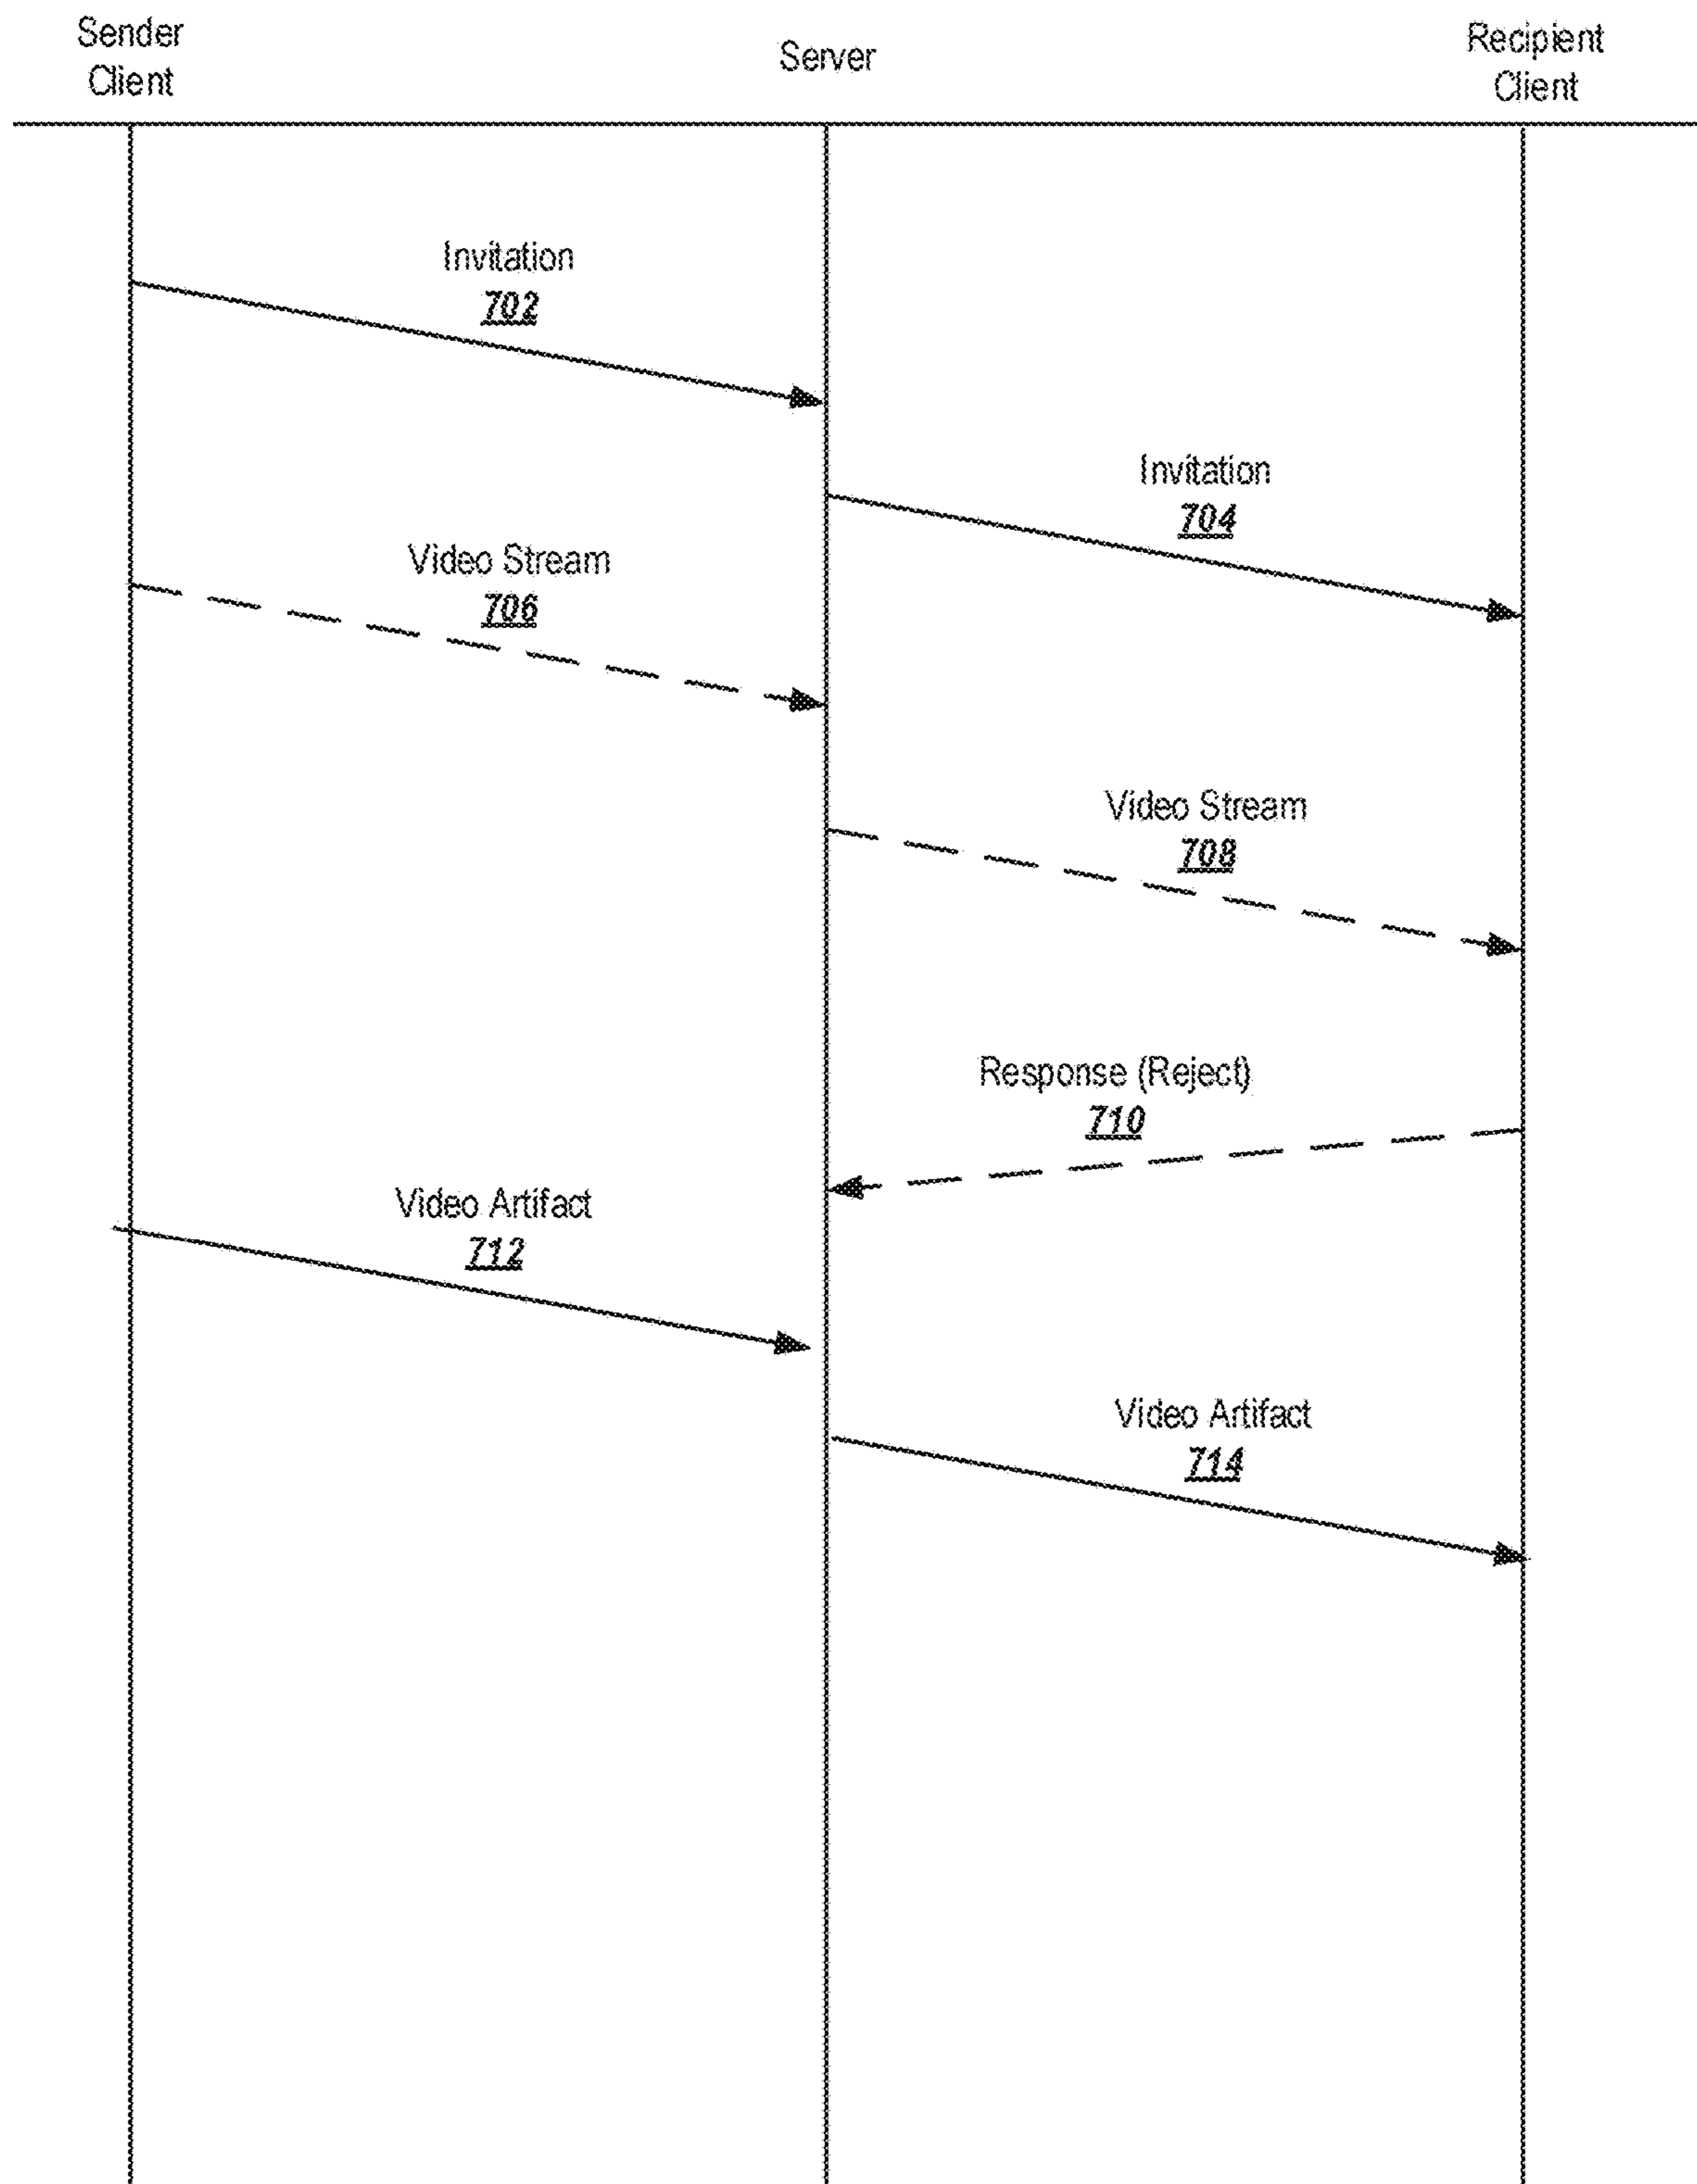 Sender
Client
Server
Recipient
Client
Invitation
702
Invitation
704
Video Stream
706
Video Stream
708
Response (Reject)
710
Video Artifact
712
Video Artifact
714